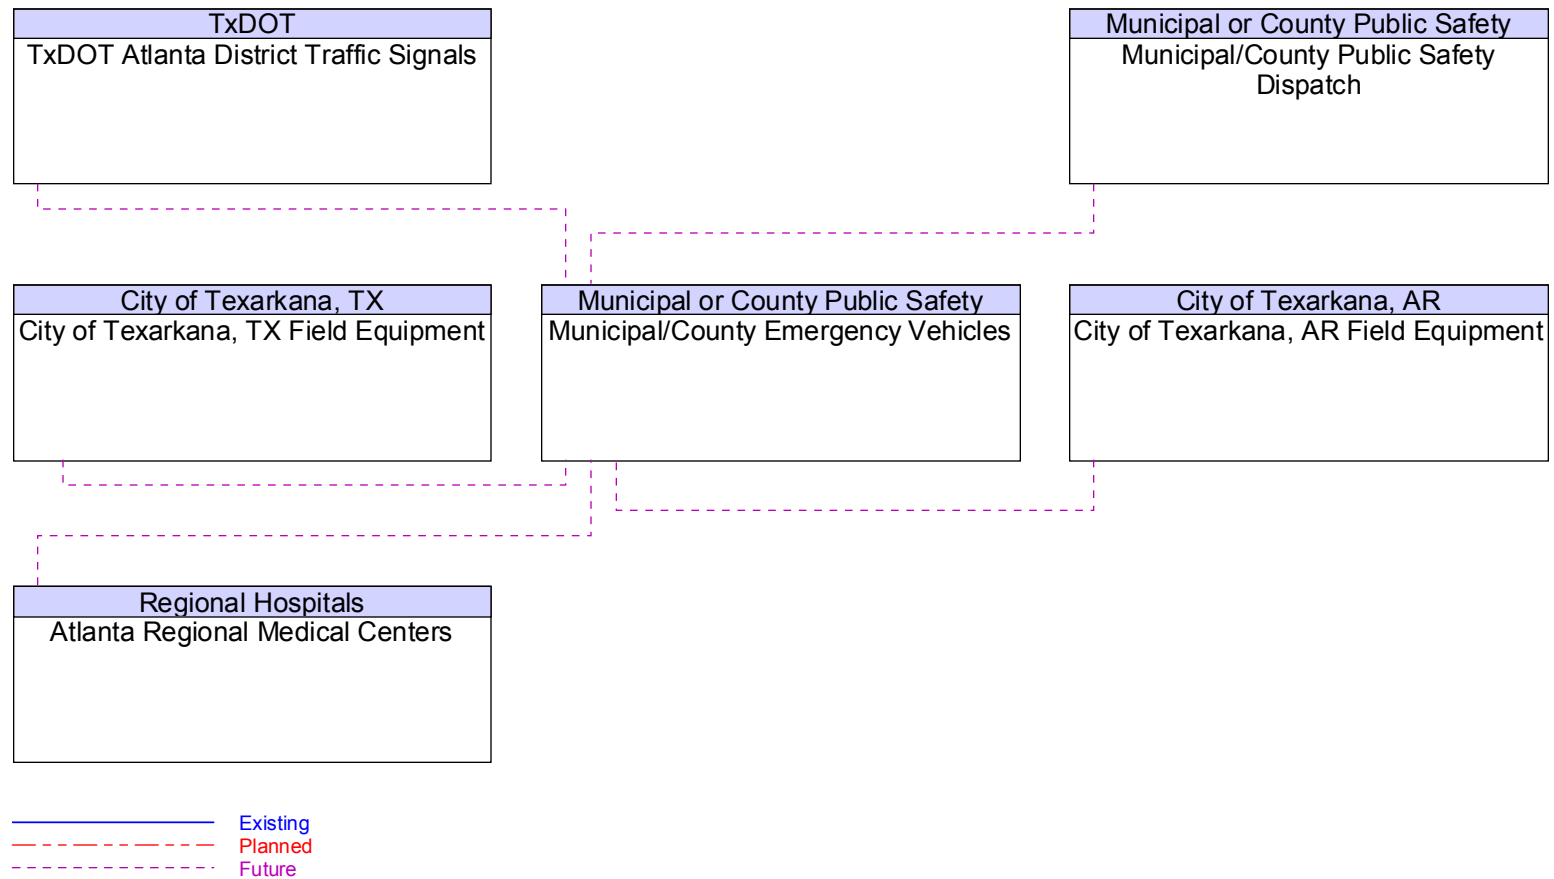 TxDOT
TxDOT Atlanta District Traffic Signals
Municipal or County Public Safety
Municipal/County Public Safety
Dispatch
City of Texarkana, TX
City of Texarkana, TX Field Equipment
Municipal or County Public Safety
Municipal/County Emergency Vehicles
City of Texarkana, AR
City of Texarkana, AR Field Equipment
Regional Hospitals
Atlanta Regional Medical Centers
Existing
Planned
Future